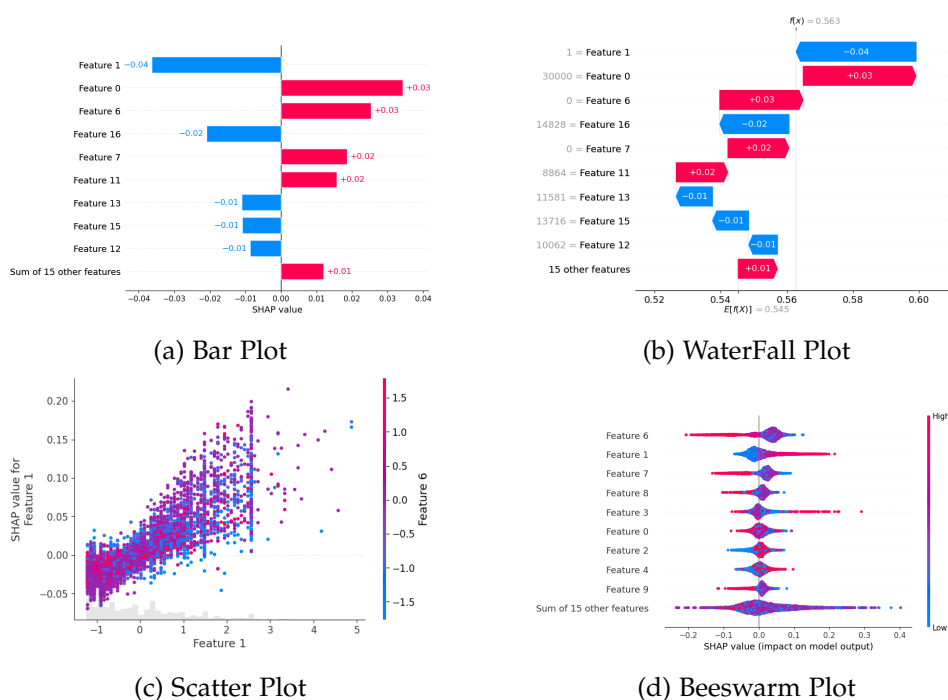 Feature 1
−0.04
Feature 0
+0.03
Feature 6
+0.03
Feature 16
−0.02
Feature 7
+0.02
Feature 11
+0.02
Feature 13
−0.01
Feature 15
−0.01
Feature 12
−0.01
Sum of 15 other features
+0.01
−0.04 −0.03 −0.02 −0.01 0.00 0.01 0.02 0.03 0.04
SHAP value
(a) Bar Plot
f(x) = 0.563
1 = Feature 1
−0.04
30000 = Feature 0
+0.03
0 = Feature 6
+0.03
14828 = Feature 16
−0.02
0 = Feature 7
+0.02
8864 = Feature 11
+0.02
11581 = Feature 13
−0.01
13716 = Feature 15
−0.01
10062 = Feature 12
−0.01
15 other features
+0.01
0.52 0.54 0.56 0.58 0.60
E[f(X)] = 0.545
(b) WaterFall Plot
SHAP value for
Feature 1
0.20
0.15
0.10
0.05
0.00
−0.05
−1 0 1 2 3 4 5
Feature 1
1.5
1.0
0.5
0.0
−0.5
−1.0
−1.5
Feature 6
(c) Scatter Plot
Feature 6
Feature 1
Feature 7
Feature 8
Feature 3
Feature 0
Feature 2
Feature 4
Feature 9
Sum of 15 other features
−0.2 −0.1 0.0 0.1 0.2 0.3 0.4
SHAP value (impact on model output)
High
Low
(d) Beeswarm Plot